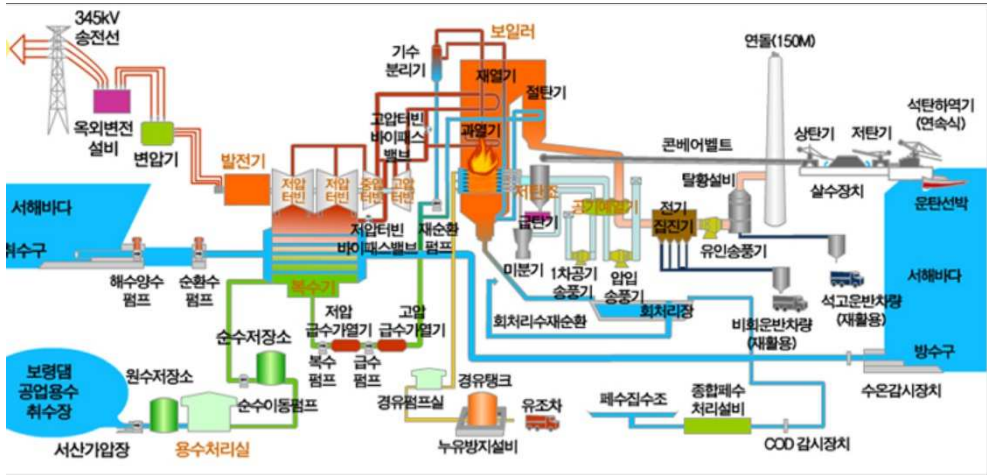 345kV
송전선
옥외변전
설비
변압기
발전기
보일러
기수
분리기
재열기
절탄기
고압터빈
바이패스
밸브
과열기
연돌(150M)
석탄하역기
(연속식)
상탄기
저탄기
콘베어벨트
살수장치
운탄선박
탈황설비
저탄조
공기예열기
급탄기
미분기
1차공기
송풍기
압입
송풍기
전기
집진기
유인송풍기
석고운반차량
(재활용)
비회운반차량
(재활용)
저압
터빈
저압
터빈
중압
터빈
고압
터빈
저압터빈
바이패스밸브
재순환
펌프
서해바다
취수구
해수양수
펌프
순환수
펌프
복수기
저압
급수가열기
고압
급수가열기
복수
펌프
급수
펌프
회처리수재순환
회처리장
서해바다
방수구
수온감시장치
보령댐
공업용수
취수장
서산가압장
원수저장소
순수저장소
순수이동펌프
용수처리실
경유펌프실
경유탱크
누유방지설비
유조차
페수집수조
종합페수
처리설비
COD 감시장치